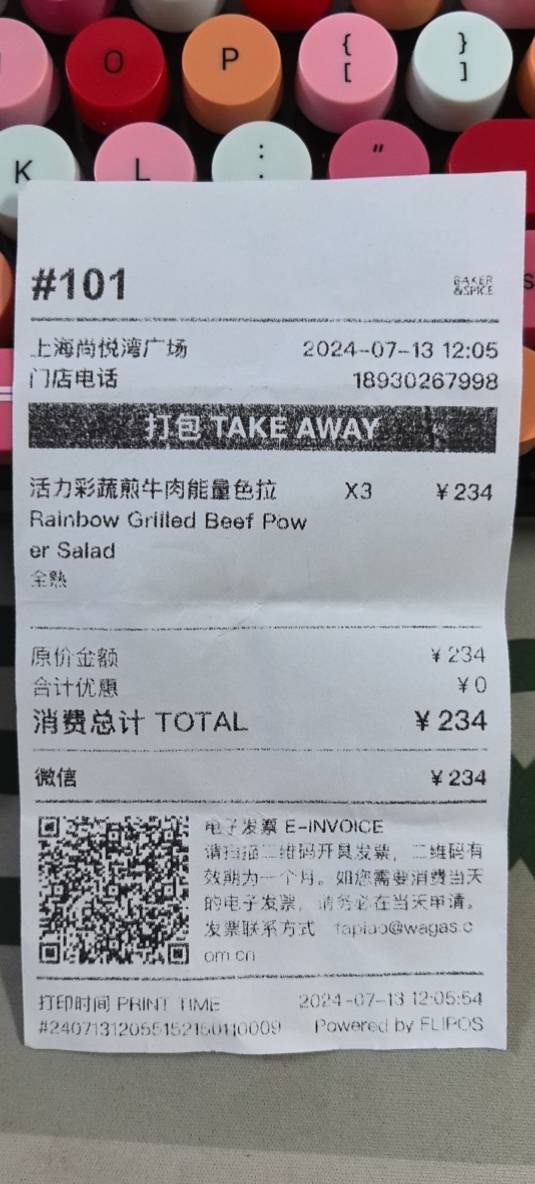 O P { [ } ]
K L : ; "
#101 BAKER &SPICE
上海尚悦湾广场 2024-07-13 12:05
门店电话 18930267998
打包 TAKE AWAY
活力彩蔬煎牛肉能量色拉 X3 ¥234
Rainbow Grilled Beef Pow
er Salad
全熟
原价金额 ¥234
合计优惠 ¥0
消费总计 TOTAL ¥234
微信 ¥234
电子发票 E-INVOICE
请扫描二维码开具发票，二维码有
效期为一个月。如您需要消费当天
的电子发票，请务必在当天申请。
发票联系方式 fapiao@wagas.c
om.cn
打印时间 PRINT TIME 2024-07-13 12:05:54
Powered by FLIPOS